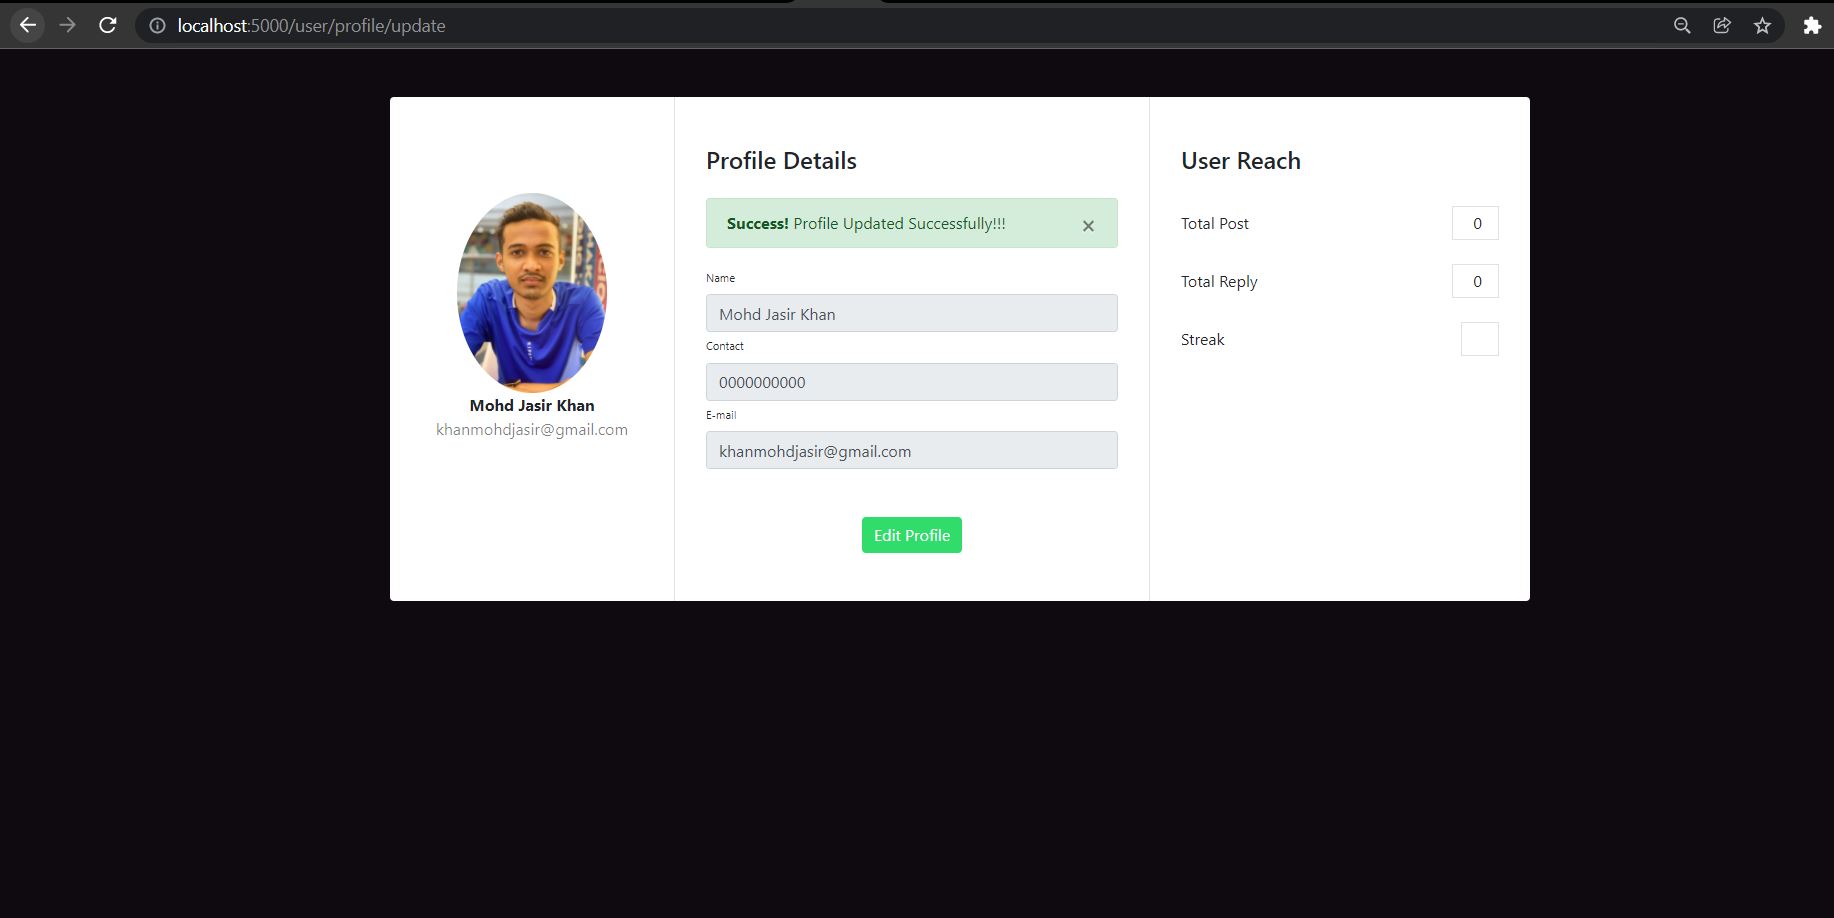 localhost:5000/user/profile/update
Mohd Jasir Khan
khanmohdjasir@gmail.com
Profile Details
Success! Profile Updated Successfully!!!
×
Name
Mohd Jasir Khan
Contact
0000000000
E-mail
khanmohdjasir@gmail.com
Edit Profile
User Reach
Total Post 0
Total Reply 0
Streak